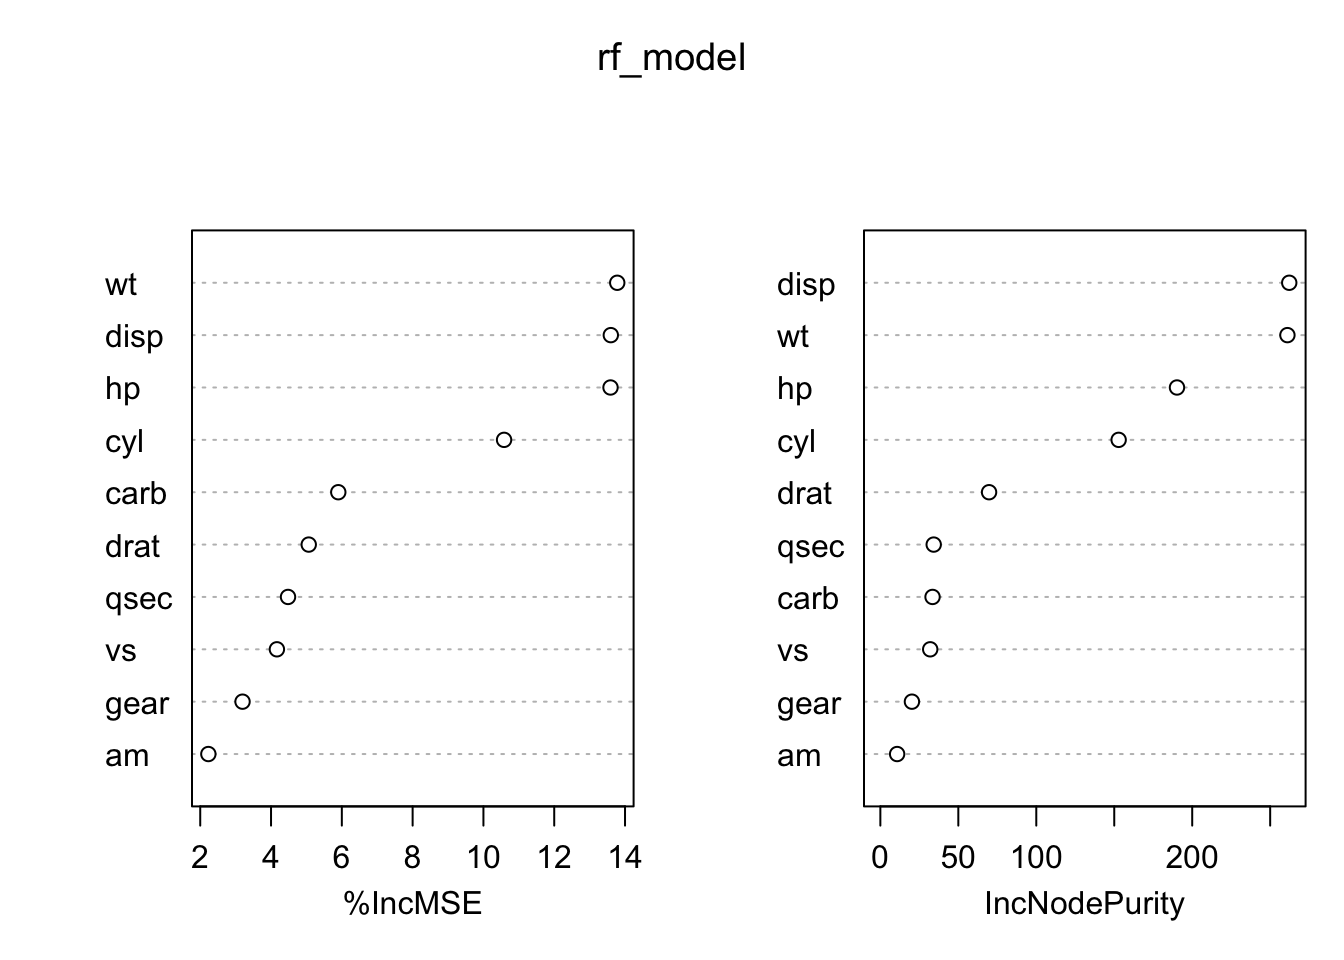 rf_model
wt
disp
hp
cyl
carb
drat
qsec
vs
gear
am
2 4 6 8 10 12 14
%IncMSE
disp
wt
hp
cyl
drat
qsec
carb
vs
gear
am
0 50 100 200
IncNodePurity